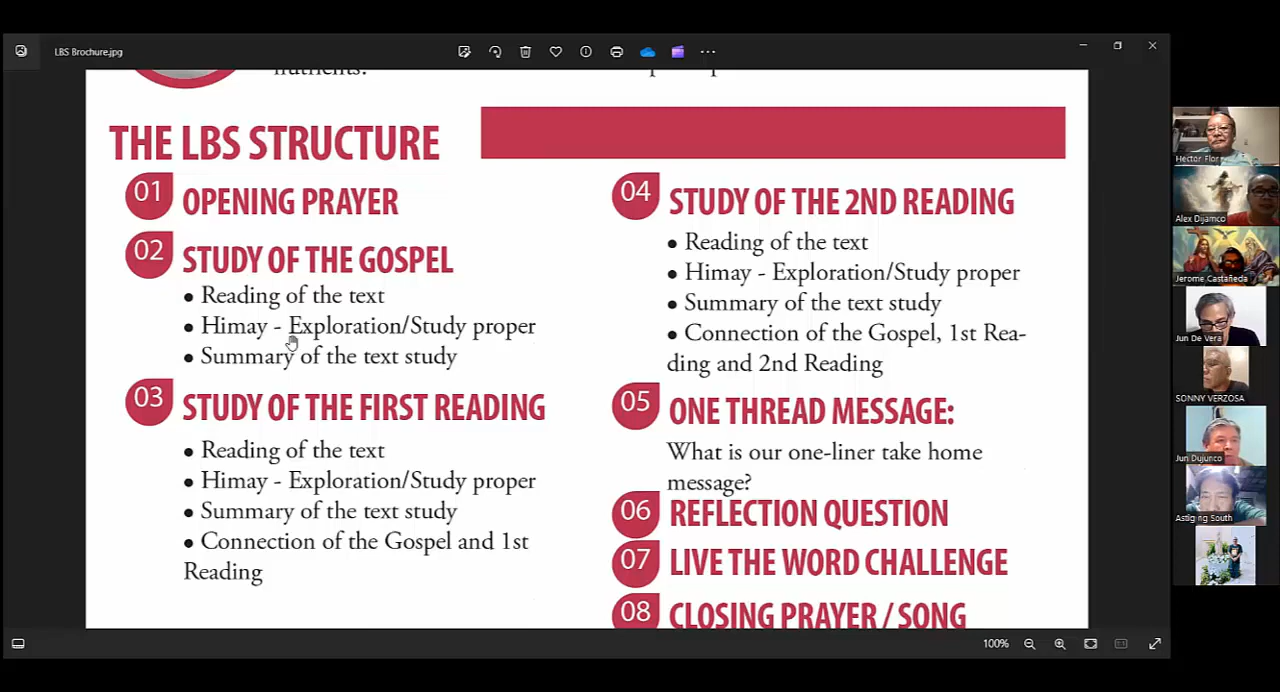 LBS Brochure.jpg
THE LBS STRUCTURE
01 OPENING PRAYER
02 STUDY OF THE GOSPEL
• Reading of the text
• Himay - Exploration/Study proper
• Summary of the text study
03 STUDY OF THE FIRST READING
• Reading of the text
• Himay - Exploration/Study proper
• Summary of the text study
• Connection of the Gospel and 1st
Reading
04 STUDY OF THE 2ND READING
• Reading of the text
• Himay - Exploration/Study proper
• Summary of the text study
• Connection of the Gospel, 1st Rea-
ding and 2nd Reading
05 ONE THREAD MESSAGE:
What is our one-liner take home
message?
06 REFLECTION QUESTION
07 LIVE THE WORD CHALLENGE
08 CLOSING PRAYER / SONG
100%
Hector Flor
Alex Dijamco
Jerome Castañeda
Jun De Vera
SONNY VERZOSA
Jun Dujunco
Astiging South